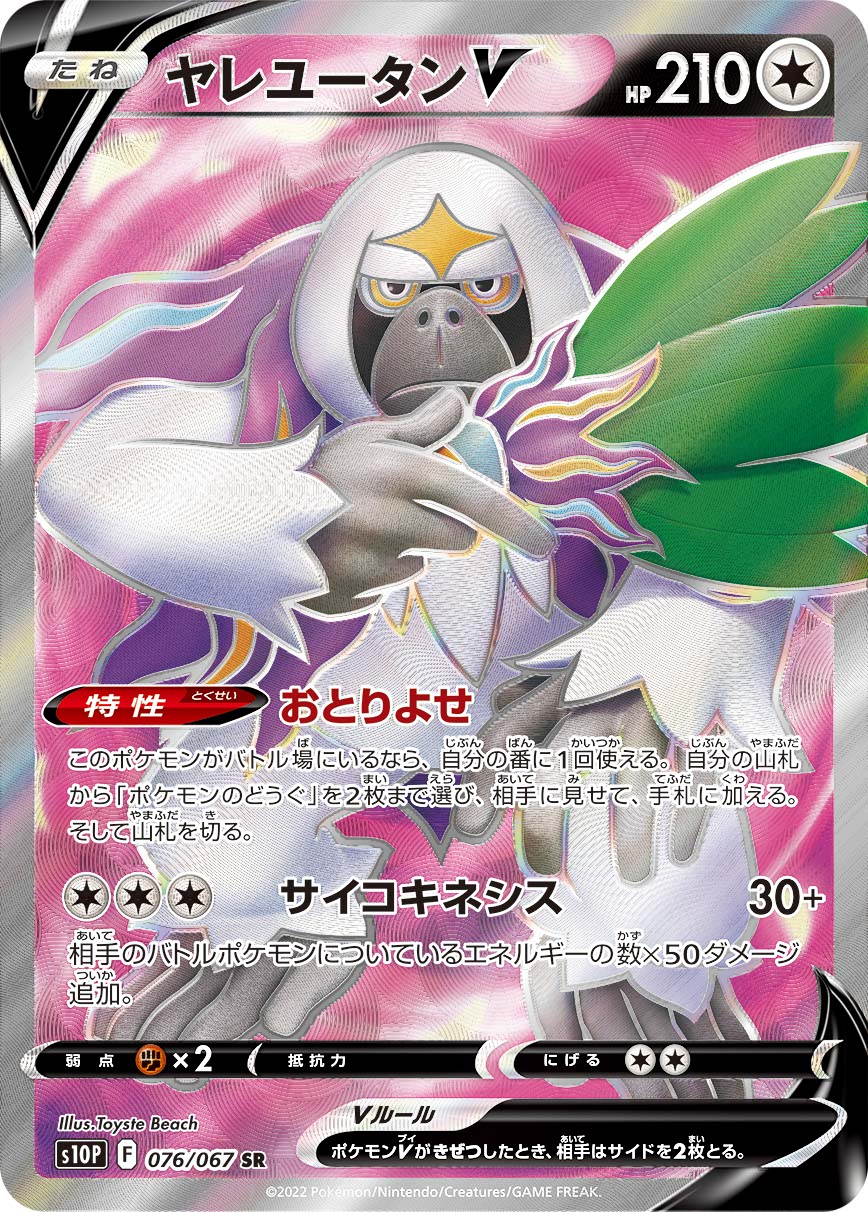 たね
ヤレユータンV
HP 210
特性 とくせい
おとりよせ
このポケモンがバトル場にいるなら、自分の番に1回使える。自分の山札
から「ポケモンのどうぐ」を2枚まで選び、相手に見せて、手札に加える。
そして山札を切る。
サイコキネシス 30+
相手のバトルポケモンについているエネルギーの数×50ダメージ
追加。
弱点 ×2 抵抗力 にげる
Illus.Toyste Beach
Vルール
ポケモンVがきぜつしたとき、相手はサイドを2枚とる。
s10P F 076/067 SR
©2022 Pokémon/Nintendo/Creatures/GAME FREAK.